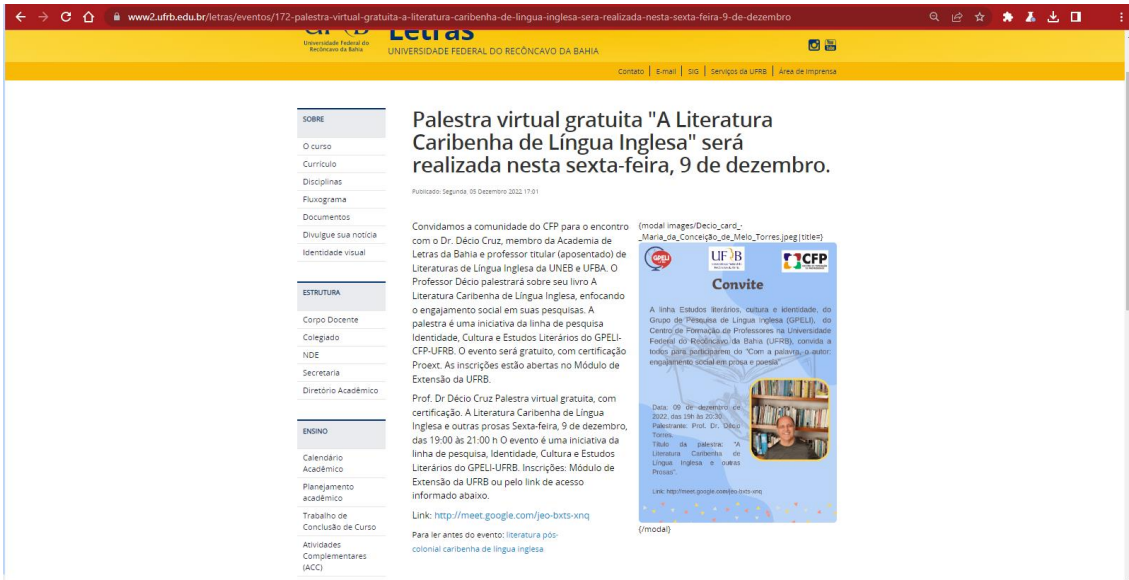 www2.ufrb.edu.br/letras/eventos/172-palestra-virtual-gratuita-a-literatura-caribenha-de-lingua-inglesa-sera-realizada-nesta-sexta-feira-9-de-dezembro
Universidade Federal do
Recôncavo da Bahia
Letras
UNIVERSIDADE FEDERAL DO RECÔNCAVO DA BAHIA
Contato | E-mail | SIG | Serviços da UFRB | Área de Imprensa
SOBRE
O curso
Currículo
Disciplinas
Fluxograma
Documentos
Divulgue sua notícia
Identidade visual
ESTRUTURA
Corpo Docente
Colegiado
NDE
Secretaria
Diretório Acadêmico
ENSINO
Calendário
Acadêmico
Planejamento
acadêmico
Trabalho de
Conclusão de Curso
Atividades
Complementares
(ACC)
Palestra virtual gratuita "A Literatura
Caribenha de Língua Inglesa" será
realizada nesta sexta-feira, 9 de dezembro.
Publicado: Segunda, 05 Dezembro 2022 17:01
Convidamos a comunidade do CFP para o encontro
com o Dr. Décio Cruz, membro da Academia de
Letras da Bahia e professor titular (aposentado) de
Literaturas de Língua Inglesa da UNEB e UFBA. O
Professor Décio palestrará sobre seu livro A
Literatura Caribenha de Língua Inglesa, enfocando
o engajamento social em suas pesquisas. A
palestra é uma iniciativa da linha de pesquisa
Identidade, Cultura e Estudos Literários do GPELI-
CFP-UFRB. O evento será gratuito, com certificação
Proext. As inscrições estão abertas no Módulo de
Extensão da UFRB.
Prof. Dr Décio Cruz Palestra virtual gratuita, com
certificação. A Literatura Caribenha de Língua
Inglesa e outras prosas Sexta-feira, 9 de dezembro,
das 19:00 às 21:00 h O evento é uma iniciativa da
linha de pesquisa, Identidade, Cultura e Estudos
Literários do GPELI-UFRB. Inscrições: Módulo de
Extensão da UFRB ou pelo link de acesso
informado abaixo.
Link: http://meet.google.com/jeo-bxts-xnq
Para ler antes do evento: literatura pós-
colonial caribenha de língua inglesa
{modal images/Decio_card_-
_Maria_da_Conceição_de_Melo_Torres.jpeg|title=}
GPELI
UFRB
CFP
Convite
A linha Estudos literários, cultura e identidade, do
Grupo de Pesquisa de Língua Inglesa (GPELI), do
Centro de Formação de Professores na Universidade
Federal do Recôncavo da Bahia (UFRB), convida a
todos para participarem do "Com a palavra, o autor:
engajamento social em prosa e poesia".
Data: 09 de dezembro de
2022, das 19h às 20:30
Palestrante: Prof. Dr. Décio
Torres.
Título da palestra: "A
Literatura Caribenha de
Língua Inglesa e outras
Prosas".
Link: http://meet.google.com/jeo-bxts-xnq
{/modal}